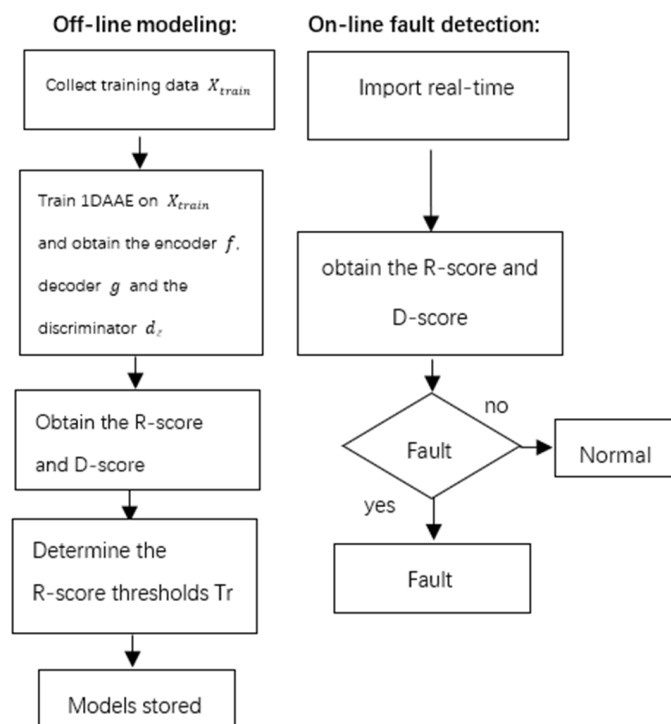 Off-line modeling:
Collect training data X_train
Train 1DAAE on X_train
and obtain the encoder f,
decoder g and the
discriminator d_z
Obtain the R-score
and D-score
Determine the
R-score thresholds Tr
Models stored
On-line fault detection:
Import real-time
obtain the R-score and
D-score
Fault
no
Normal
yes
Fault